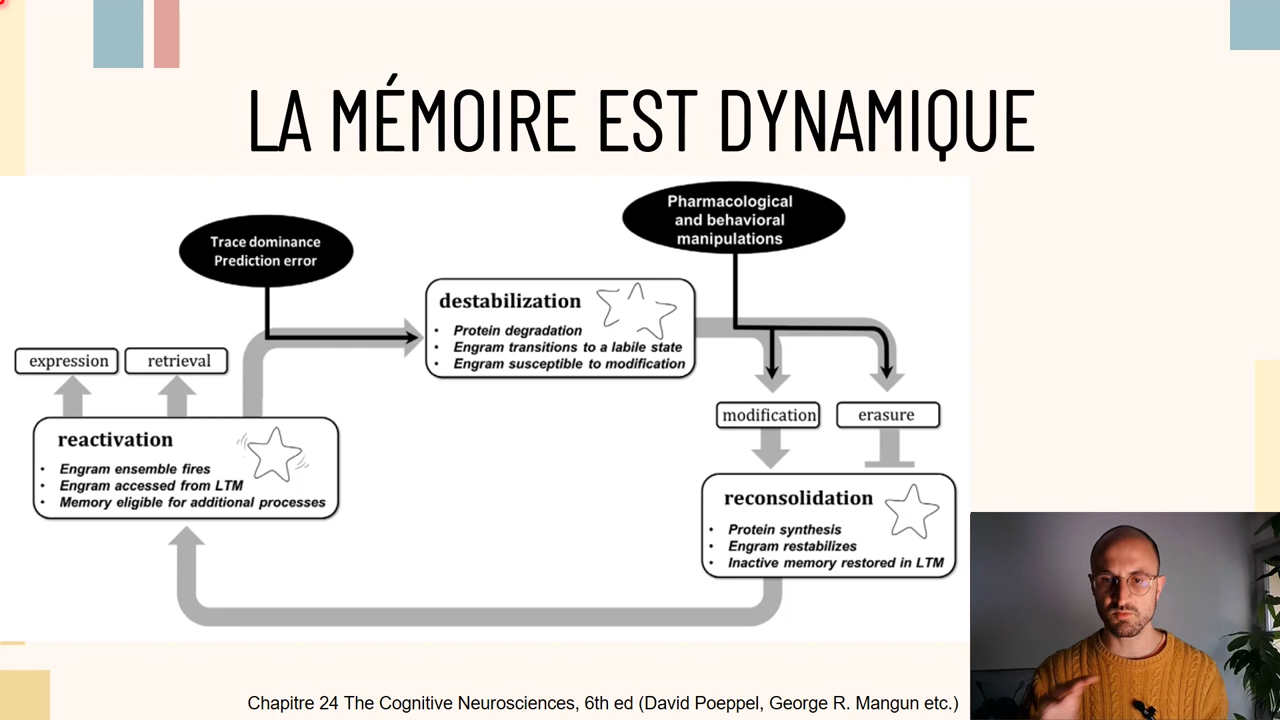 LA MÉMOIRE EST DYNAMIQUE
Trace dominance
Prediction error
Pharmacological
and behavioral
manipulations
destabilization
• Protein degradation
• Engram transitions to a labile state
• Engram susceptible to modification
expression
retrieval
reactivation
• Engram ensemble fires
• Engram accessed from LTM
• Memory eligible for additional processes
modification
erasure
reconsolidation
• Protein synthesis
• Engram restabilizes
• Inactive memory restored in LTM
Chapitre 24 The Cognitive Neurosciences, 6th ed (David Poeppel, George R. Mangun etc.)